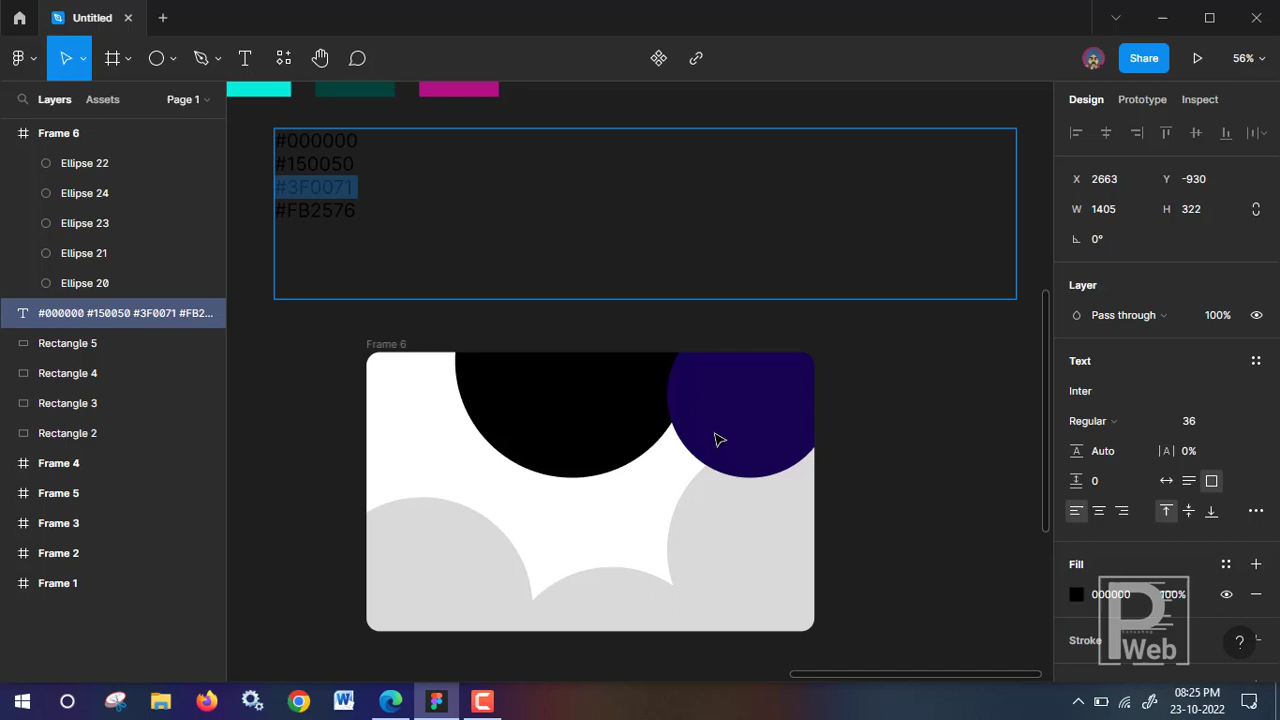 Untitled
Share
56%
Layers
Assets
Page 1
Design
Prototype
Inspect
Frame 6
Ellipse 22
Ellipse 24
Ellipse 23
Ellipse 21
Ellipse 20
#000000 #150050 #3F0071 #FB2...
Rectangle 5
Rectangle 4
Rectangle 3
Rectangle 2
Frame 4
Frame 5
Frame 3
Frame 2
Frame 1
#000000
#150050
#3F0071
#FB2576
Frame 6
X 2663 Y -930
W 1405 H 322
0°
Layer
Pass through 100%
Text
Inter
Regular 36
Auto |A| 0%
0
Fill
000000 100%
Stroke
?
P
Web
08:25 PM
23-10-2022